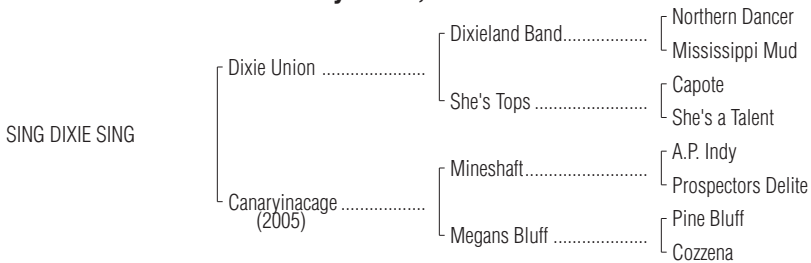 Dixieland Band
Northern Dancer
Mississippi Mud
Dixie Union
She's Tops
Capote
She's a Talent
SING DIXIE SING
Mineshaft
A.P. Indy
Prospectors Delite
Canaryinacage
(2005)
Megans Bluff
Pine Bluff
Cozzena